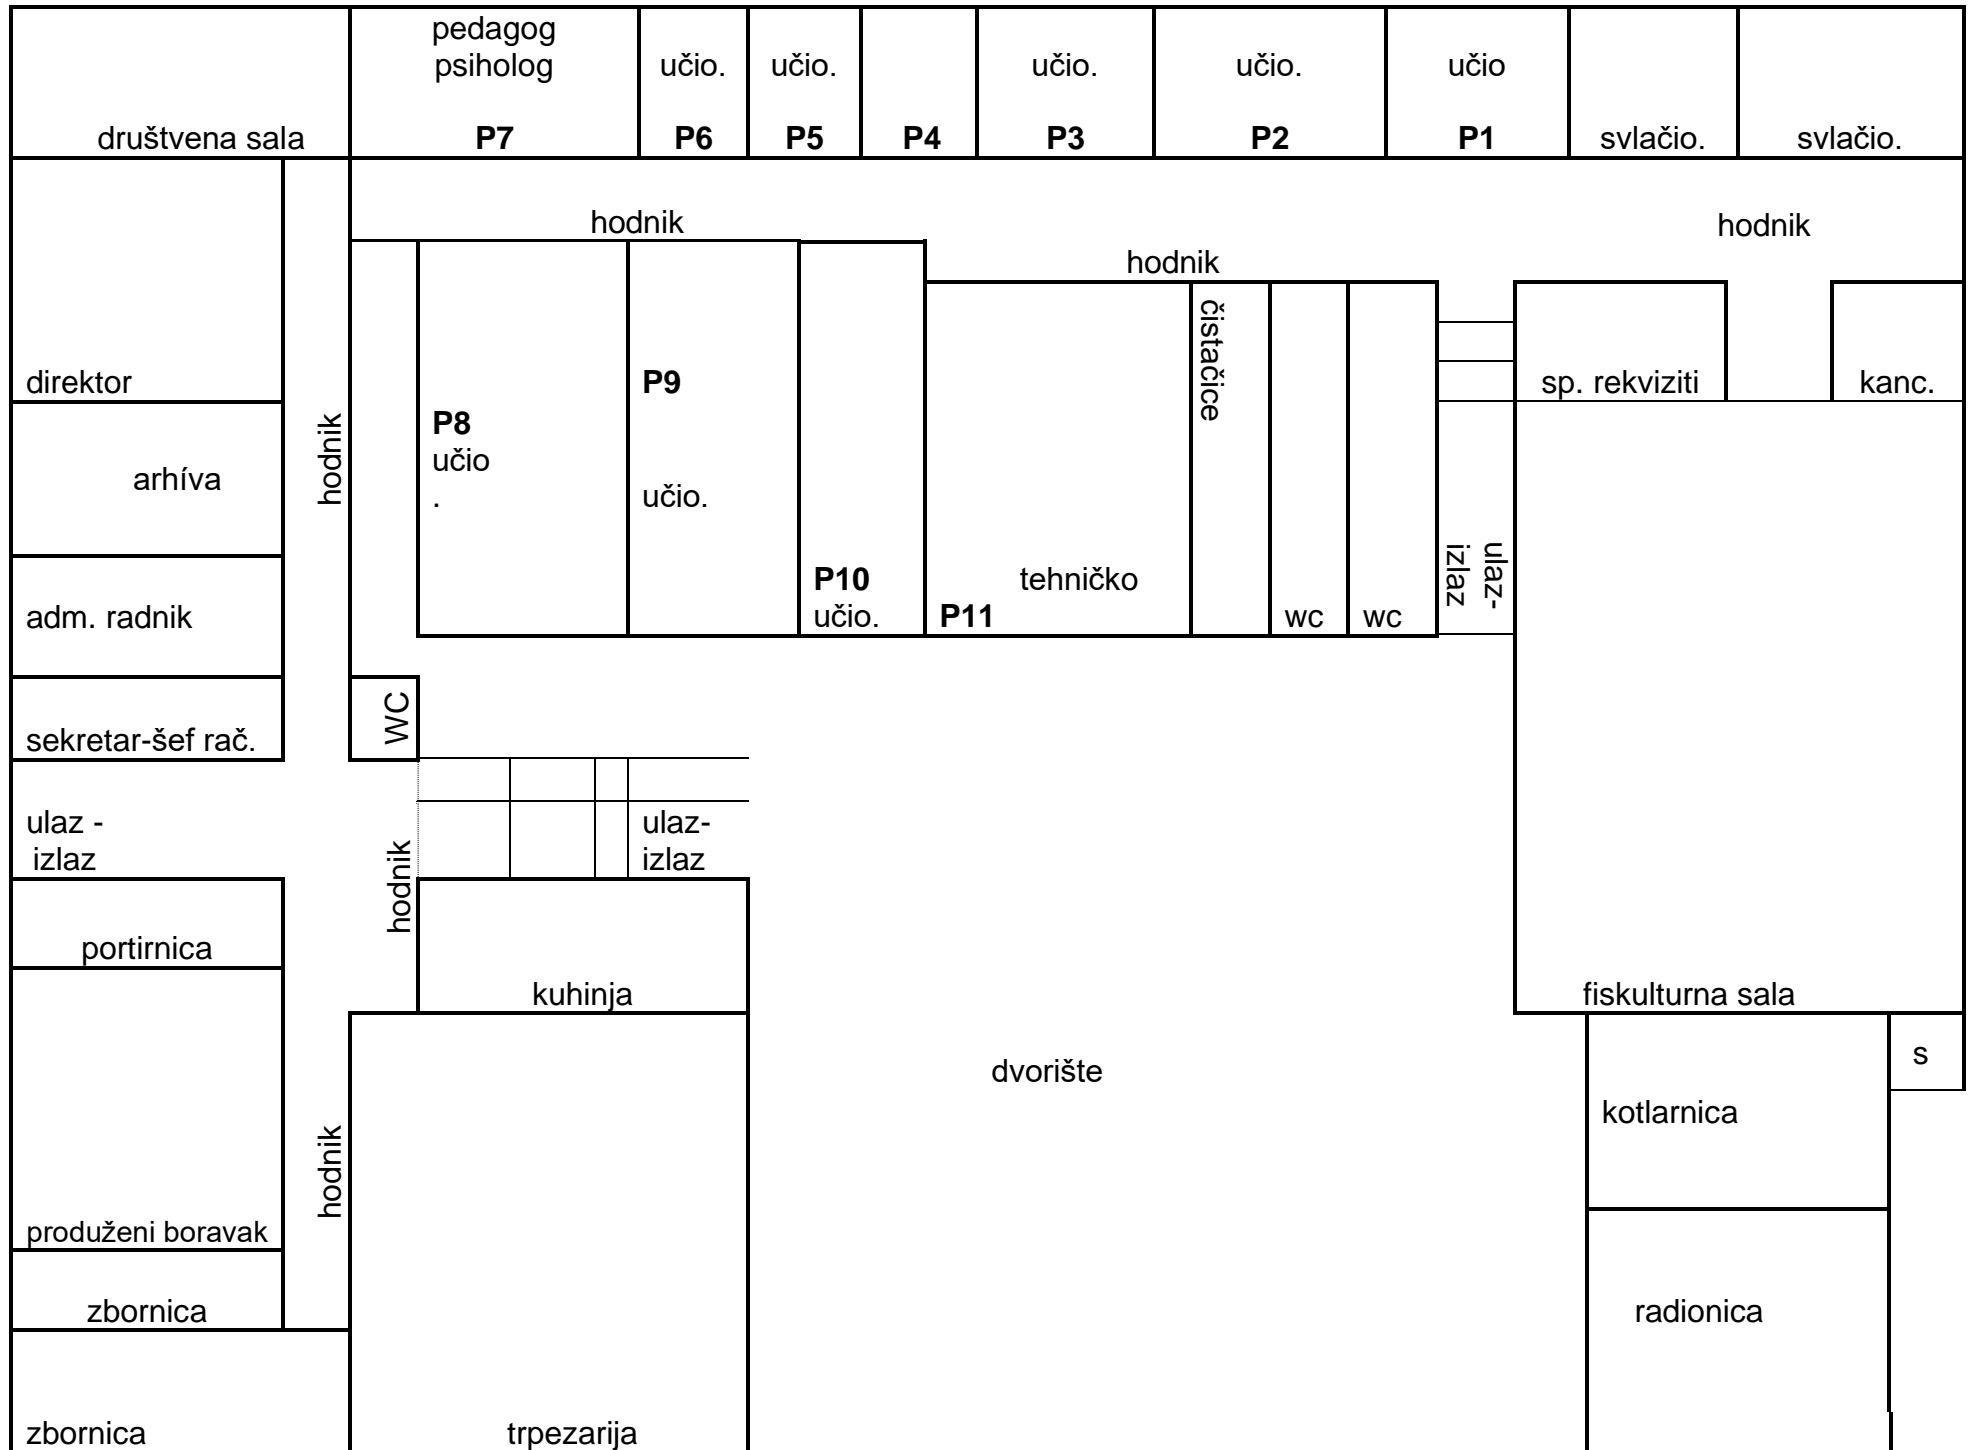 pedagog
psiholog
učio.
učio.
učio.
učio.
učio
društvena sala
P7
P6
P5
P4
P3
P2
P1
svlačio.
svlačio.
hodnik
hodnik
hodnik
direktor
hodnik
P8
učio
.
P9
učio.
P10
učio.
P11
tehničko
čistačice
wc
wc
ulaz-
izlaz
sp. rekviziti
kanc.
arhíva
adm. radnik
sekretar-šef rač.
WC
ulaz -
izlaz
hodnik
ulaz-
izlaz
portirnica
kuhinja
fiskulturna sala
dvorište
s
kotlarnica
hodnik
produženi boravak
zbornica
radionica
zbornica
trpezarija